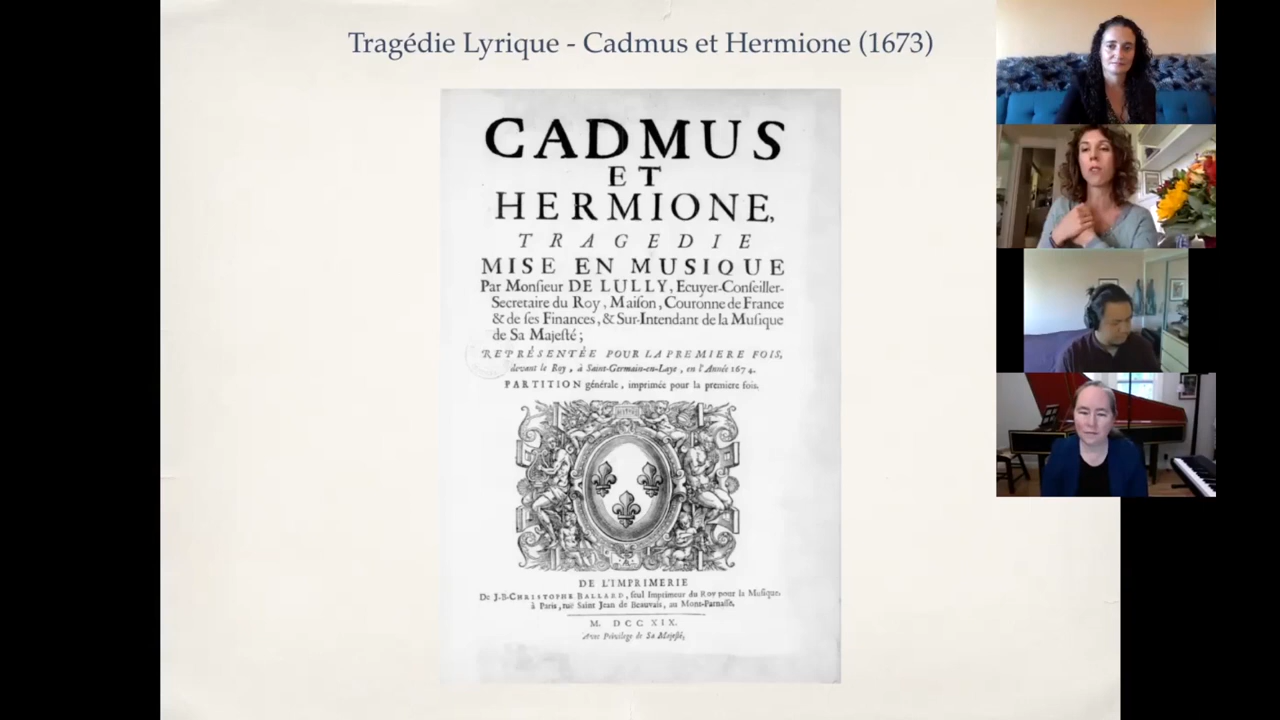 Tragédie Lyrique - Cadmus et Hermione (1673)
CADMUS
ET
HERMIONE,
TRAGEDIE
MISE EN MUSIQUE
Par Monſieur DE LULLY, Ecuyer-Conſeiller-
Secretaire du Roy, Maiſon, Couronne de France
& de ſes Finances, & Sur-Intendant de la Muſique
de Sa Majeſté;
REPRÉSENTÉE POUR LA PREMIERE FOIS,
devant le Roy, à Saint-Germain-en-Laye, en l'Année 1674.
PARTITION générale, imprimée pour la premiere fois.
DE L'IMPRIMERIE
De J-B-CHRISTOPHE BALLARD, ſeul Imprimeur du Roy pour la Muſique,
à Paris, ruë Saint Jean de Beauvais, au Mont-Parnaſſe.
M. DCC XIX.
Avec Privilege de Sa Majeſté,